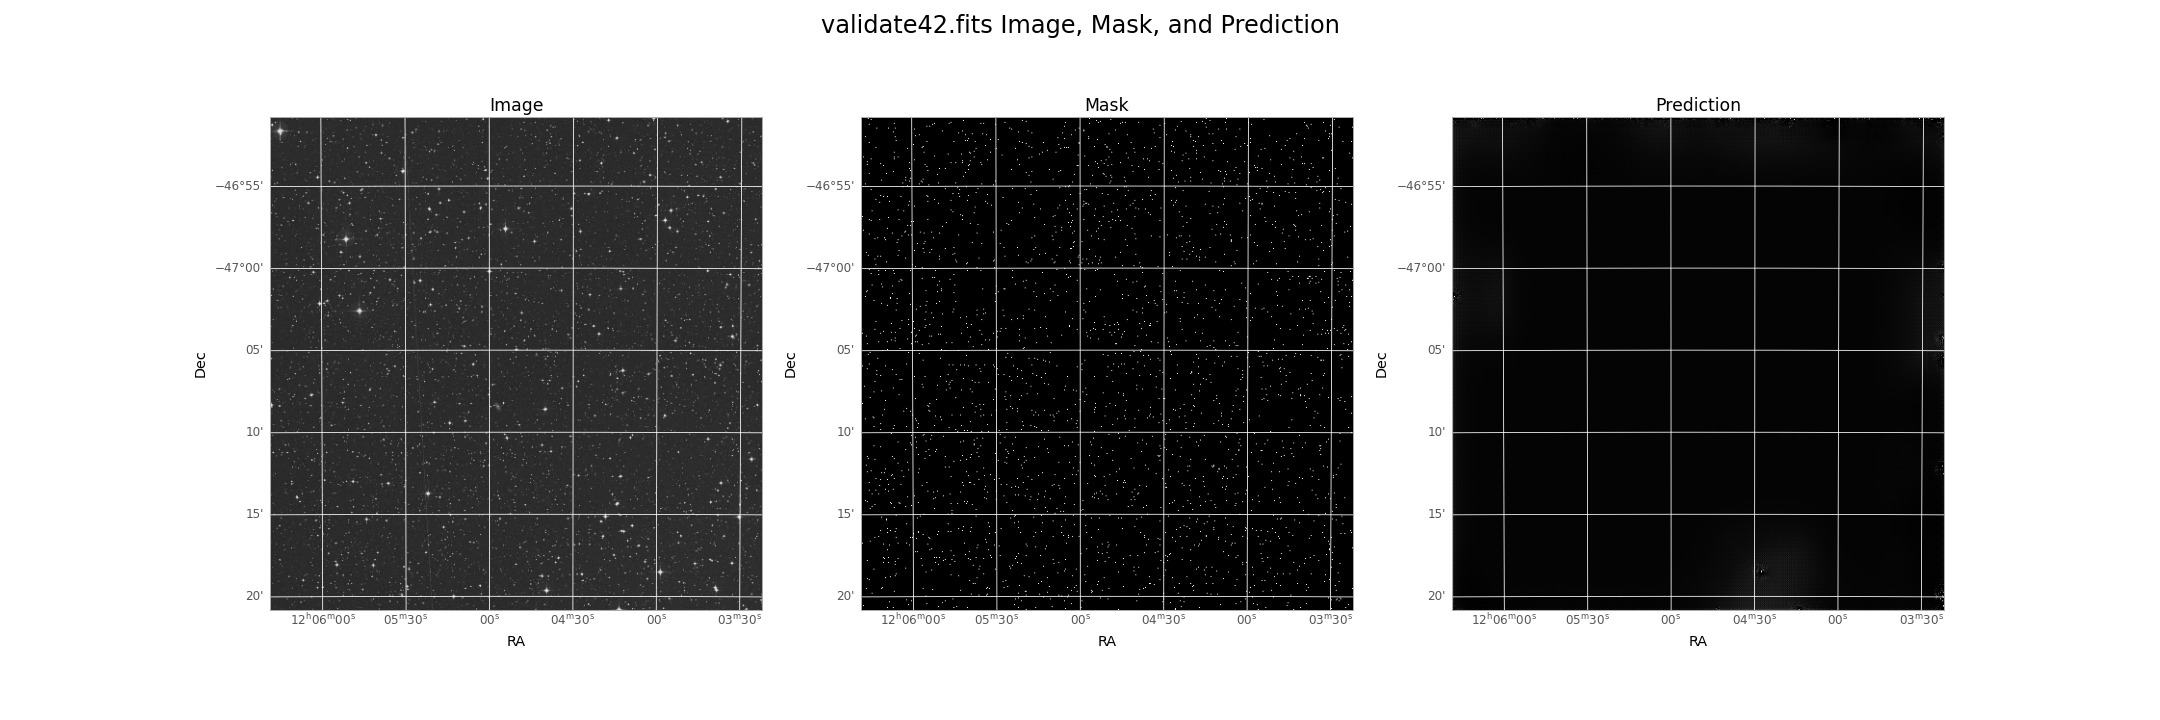 validate42.fits Image, Mask, and Prediction
Image
Mask
Prediction
−46°55'
−47°00'
05'
10'
15'
20'
Dec
12ʰ06ᵐ00ˢ
05ᵐ30ˢ
00ˢ
04ᵐ30ˢ
00ˢ
03ᵐ30ˢ
RA
−46°55'
−47°00'
05'
10'
15'
20'
Dec
12ʰ06ᵐ00ˢ
05ᵐ30ˢ
00ˢ
04ᵐ30ˢ
00ˢ
03ᵐ30ˢ
RA
−46°55'
−47°00'
05'
10'
15'
20'
Dec
12ʰ06ᵐ00ˢ
05ᵐ30ˢ
00ˢ
04ᵐ30ˢ
00ˢ
03ᵐ30ˢ
RA